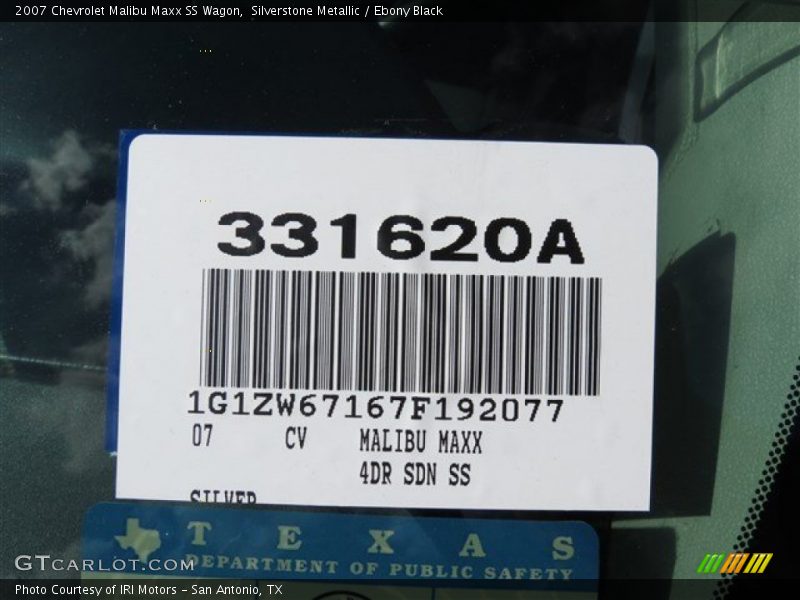 2007 Chevrolet Malibu Maxx SS Wagon,  Silverstone Metallic / Ebony Black
331620A
1G1ZW67167F192077
07 CV MALIBU MAXX
4DR SDN SS
SILVER
TEXAS
DEPARTMENT OF PUBLIC SAFETY
GTCARLOT.COM
Photo Courtesy of IRI Motors – San Antonio, TX